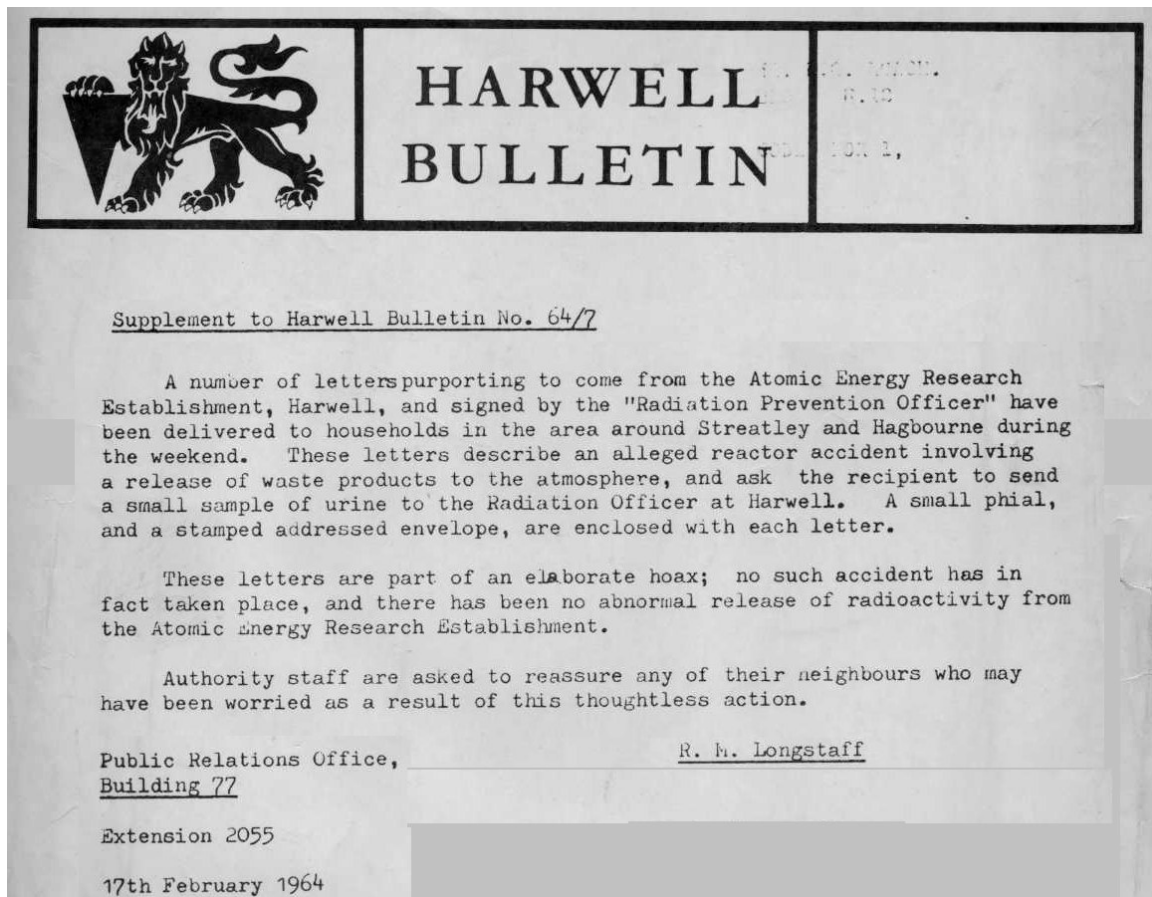 HARWELL
BULLETIN
Supplement to Harwell Bulletin No. 64/7
A number of letters purporting to come from the Atomic Energy Research
Establishment, Harwell, and signed by the "Radiation Prevention Officer" have
been delivered to households in the area around Streatley and Hagbourne during
the weekend. These letters describe an alleged reactor accident involving
a release of waste products to the atmosphere, and ask the recipient to send
a small sample of urine to the Radiation Officer at Harwell. A small phial,
and a stamped addressed envelope, are enclosed with each letter.
These letters are part of an elaborate hoax; no such accident has in
fact taken place, and there has been no abnormal release of radioactivity from
the Atomic Energy Research Establishment.
Authority staff are asked to reassure any of their neighbours who may
have been worried as a result of this thoughtless action.
R. M. Longstaff
Public Relations Office,
Building 77
Extension 2055
17th February 1964